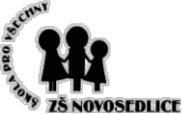 ŠKOLA PRO VŠECHNY
ZŠ NOVOSEDLICE